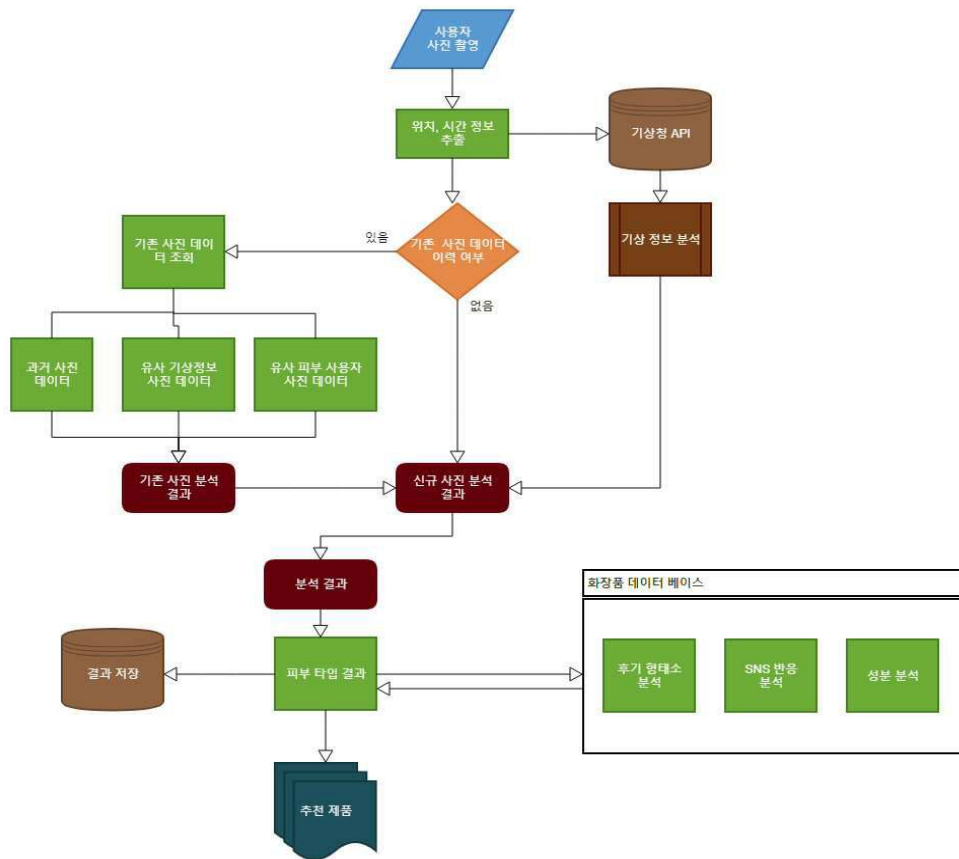 사용자
사진 촬영
위치, 시간 정보
추출
기상청 API
기존 사진 데이터
이력 여부
있음
없음
기상 정보 분석
기존 사진 데이
터 조회
과거 사진
데이터
유사 기상정보
사진 데이터
유사 피부 사용자
사진 데이터
기존 사진 분석
결과
신규 사진 분석
결과
분석 결과
화장품 데이터 베이스
결과 저장
피부 타입 결과
후기 형태소
분석
SNS 반응
분석
성분 분석
추천 제품